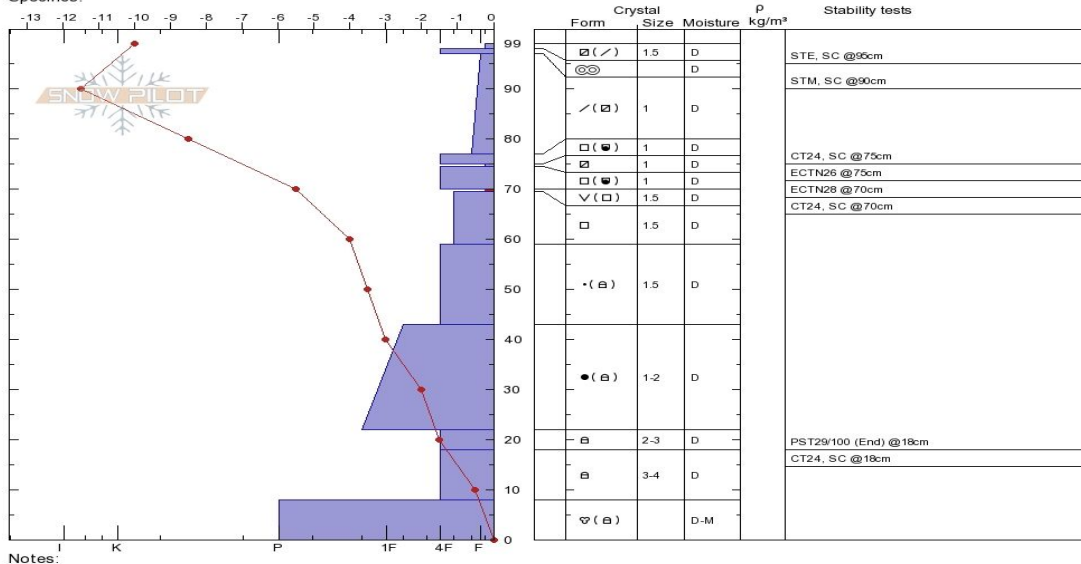 -13 -11 -10 -9 -8 -7 -6 -5 -4 -3 -2 -1 0
Crystal
Form Size Moisture
ρ
kg/m³
Stability tests
99
90
80
70
60
50
40
30
20
10
0
SNOW PILOT
1.5 D
D
1 D
1 D
1 D
1 D
1.5 D
1.5 D
1.5 D
1-2 D
2-3 D
3-4 D
D-M
STE, SC @95cm
STM, SC @90cm
CT24, SC @75cm
ECTN26 @75cm
ECTN28 @70cm
CT24, SC @70cm
PST29/100 (End) @18cm
CT24, SC @18cm
I K P 1F 4F F
Notes: